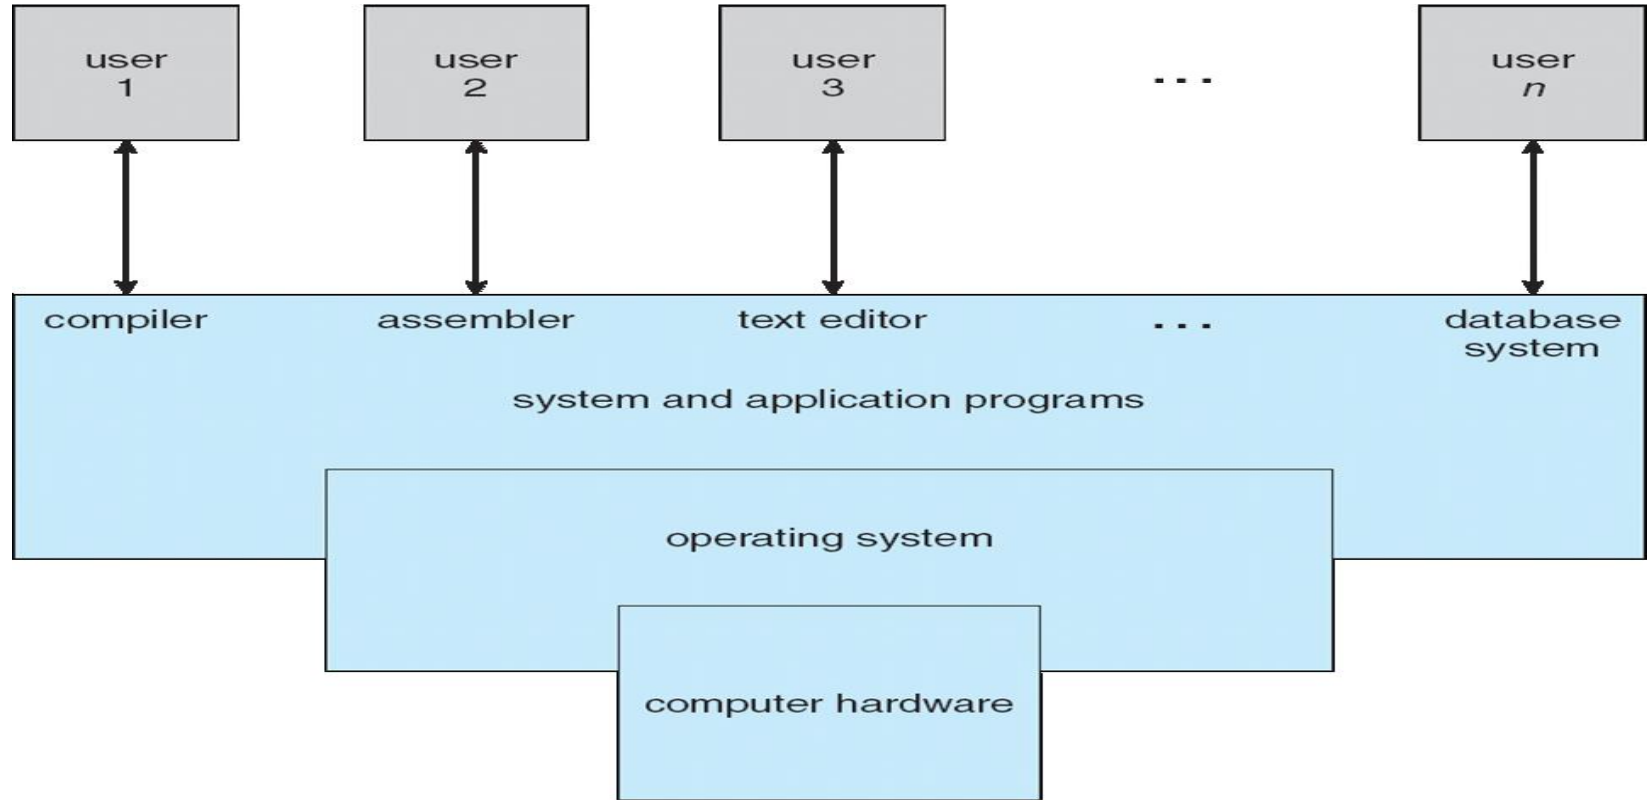 user
1
user
2
user
3
...
user
n
compiler
assembler
text editor
...
database
system
system and application programs
operating system
computer hardware